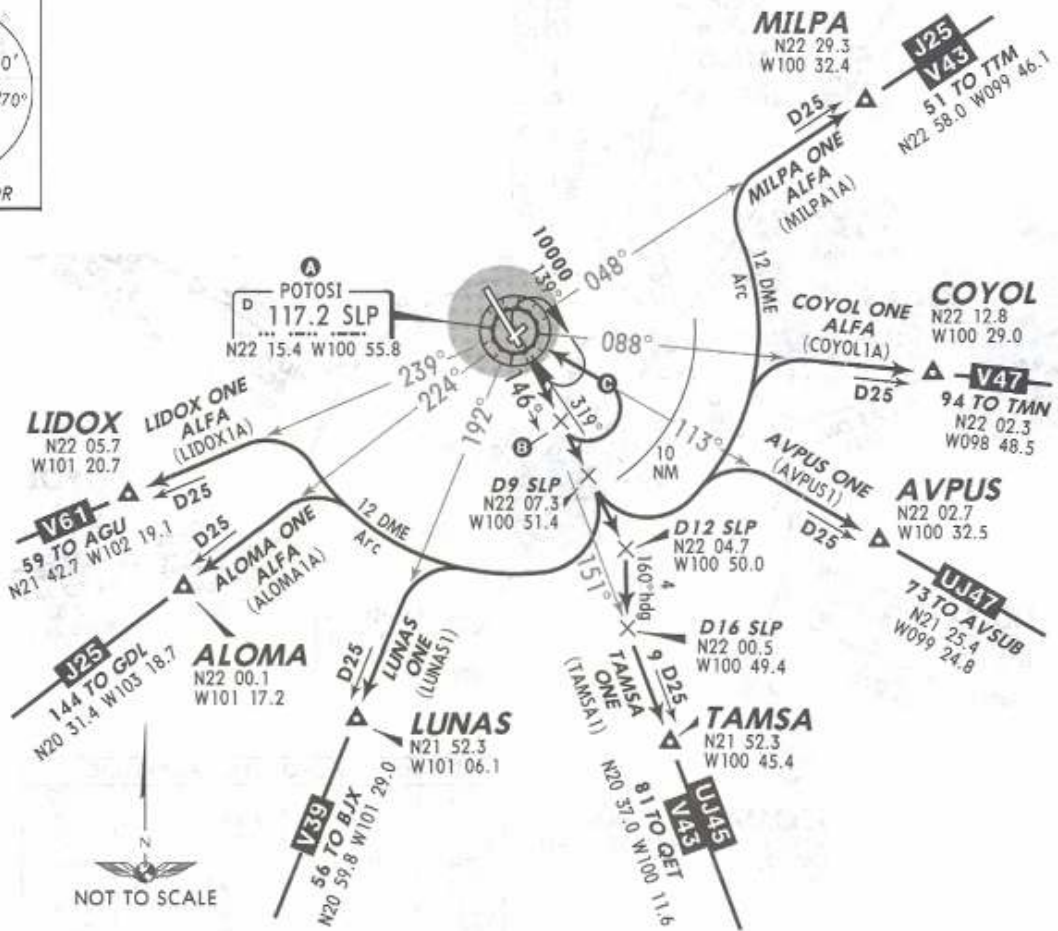 0'
70°
R
MILPA
N22 29.3
W100 32.4
J25
V43
51 TO TTM
N22 58.0 W099 46.1
D25
MILPA ONE
ALFA
(MILPA1A)
10000
139°
048°
12 DME
Arc
A
POTOSI
D 117.2 SLP
N22 15.4 W100 55.8
COYOL ONE
ALFA
(COYOL1A)
COYOL
N22 12.8
W100 29.0
088°
D25
V47
94 TO TMN
N22 02.3
W098 48.5
239°
224°
192°
146°
319°
C
B
113°
10
NM
LIDOX
N22 05.7
W101 20.7
LIDOX ONE
ALFA
(LIDOX1A)
D25
V61
59 TO AGU
N21 42.7 W102 19.1
D9 SLP
N22 07.3
W100 51.4
AVPUS ONE
(AVPUS1)
D25
AVPUS
N22 02.7
W100 32.5
UJ47
73 TO AVSUB
N21 25.4
W099 24.8
D25
ALOMA ONE
ALFA
(ALOMA1A)
12 DME
Arc
D12 SLP
N22 04.7
W100 50.0
151°
4
160°hdg
D16 SLP
N22 00.5
W100 49.4
J25
144 TO GDL
N20 31.4 W103 18.7
ALOMA
N22 00.1
W101 17.2
D25
LUNAS
ONE
(LUNAS1)
TAMSA
ONE
(TAMSA1)
9 D25
LUNAS
N21 52.3
W101 06.1
TAMSA
N21 52.3
W100 45.4
V39
56 TO BJX
N20 59.8 W101 29.0
UJ45
V43
81 TO QET
N20 37.0 W100 11.6
N
NOT TO SCALE